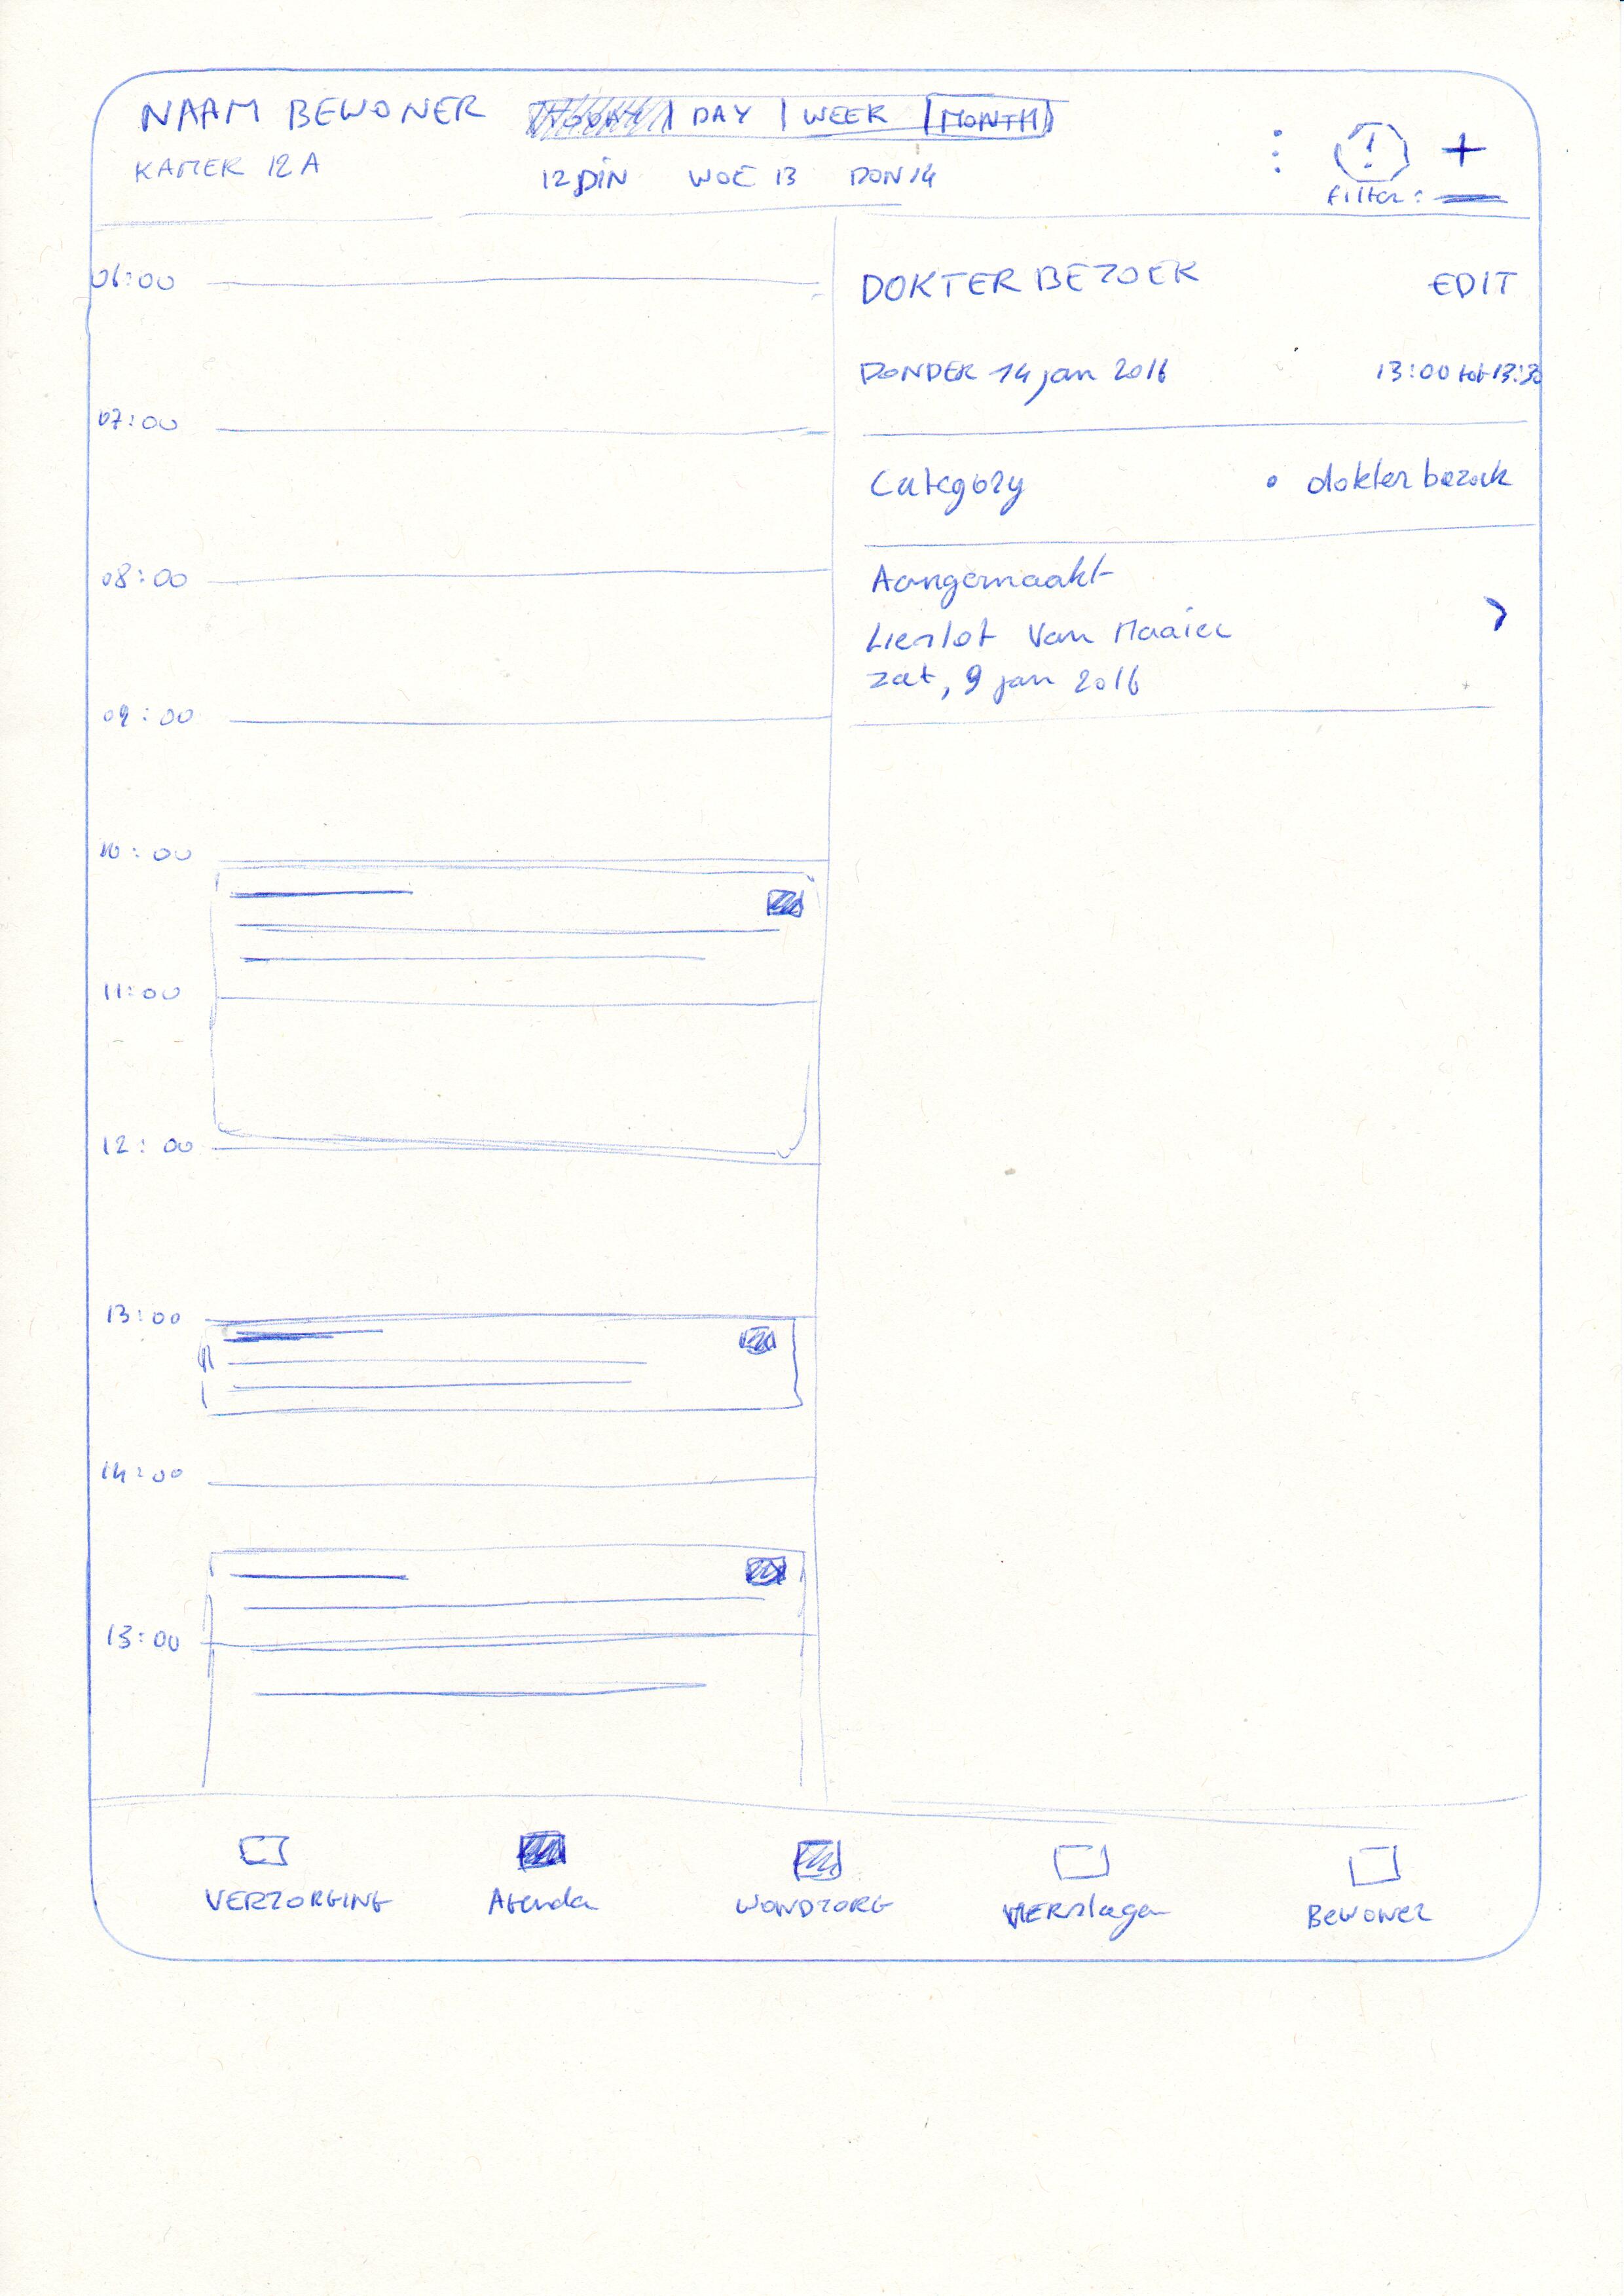 NAAM BEWONER
KAMER 12 A
TODAY | DAY | WEEK | MONTH
12 DIN WOE 13 DON 14
!
+
filter:
06:00
07:00
08:00
09:00
10:00
11:00
12:00
13:00
14:00
13:00
DOKTER BEZOEK EDIT
DONDER 14 jan 2016 13:00 tot 13:30
Category • dokter bezoek
Aangemaakt
Lieslot Van Maaier
zat, 9 jan 2016
VERZORGING Agenda WONDZORG VERslagen BEWONER